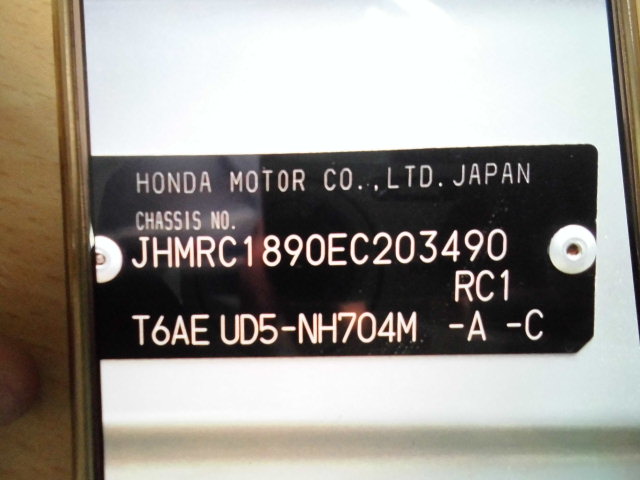 HONDA MOTOR CO.,LTD. JAPAN
CHASSIS NO.
JHMRC1890EC203490
RC1
T6AE UD5-NH704M -A -C